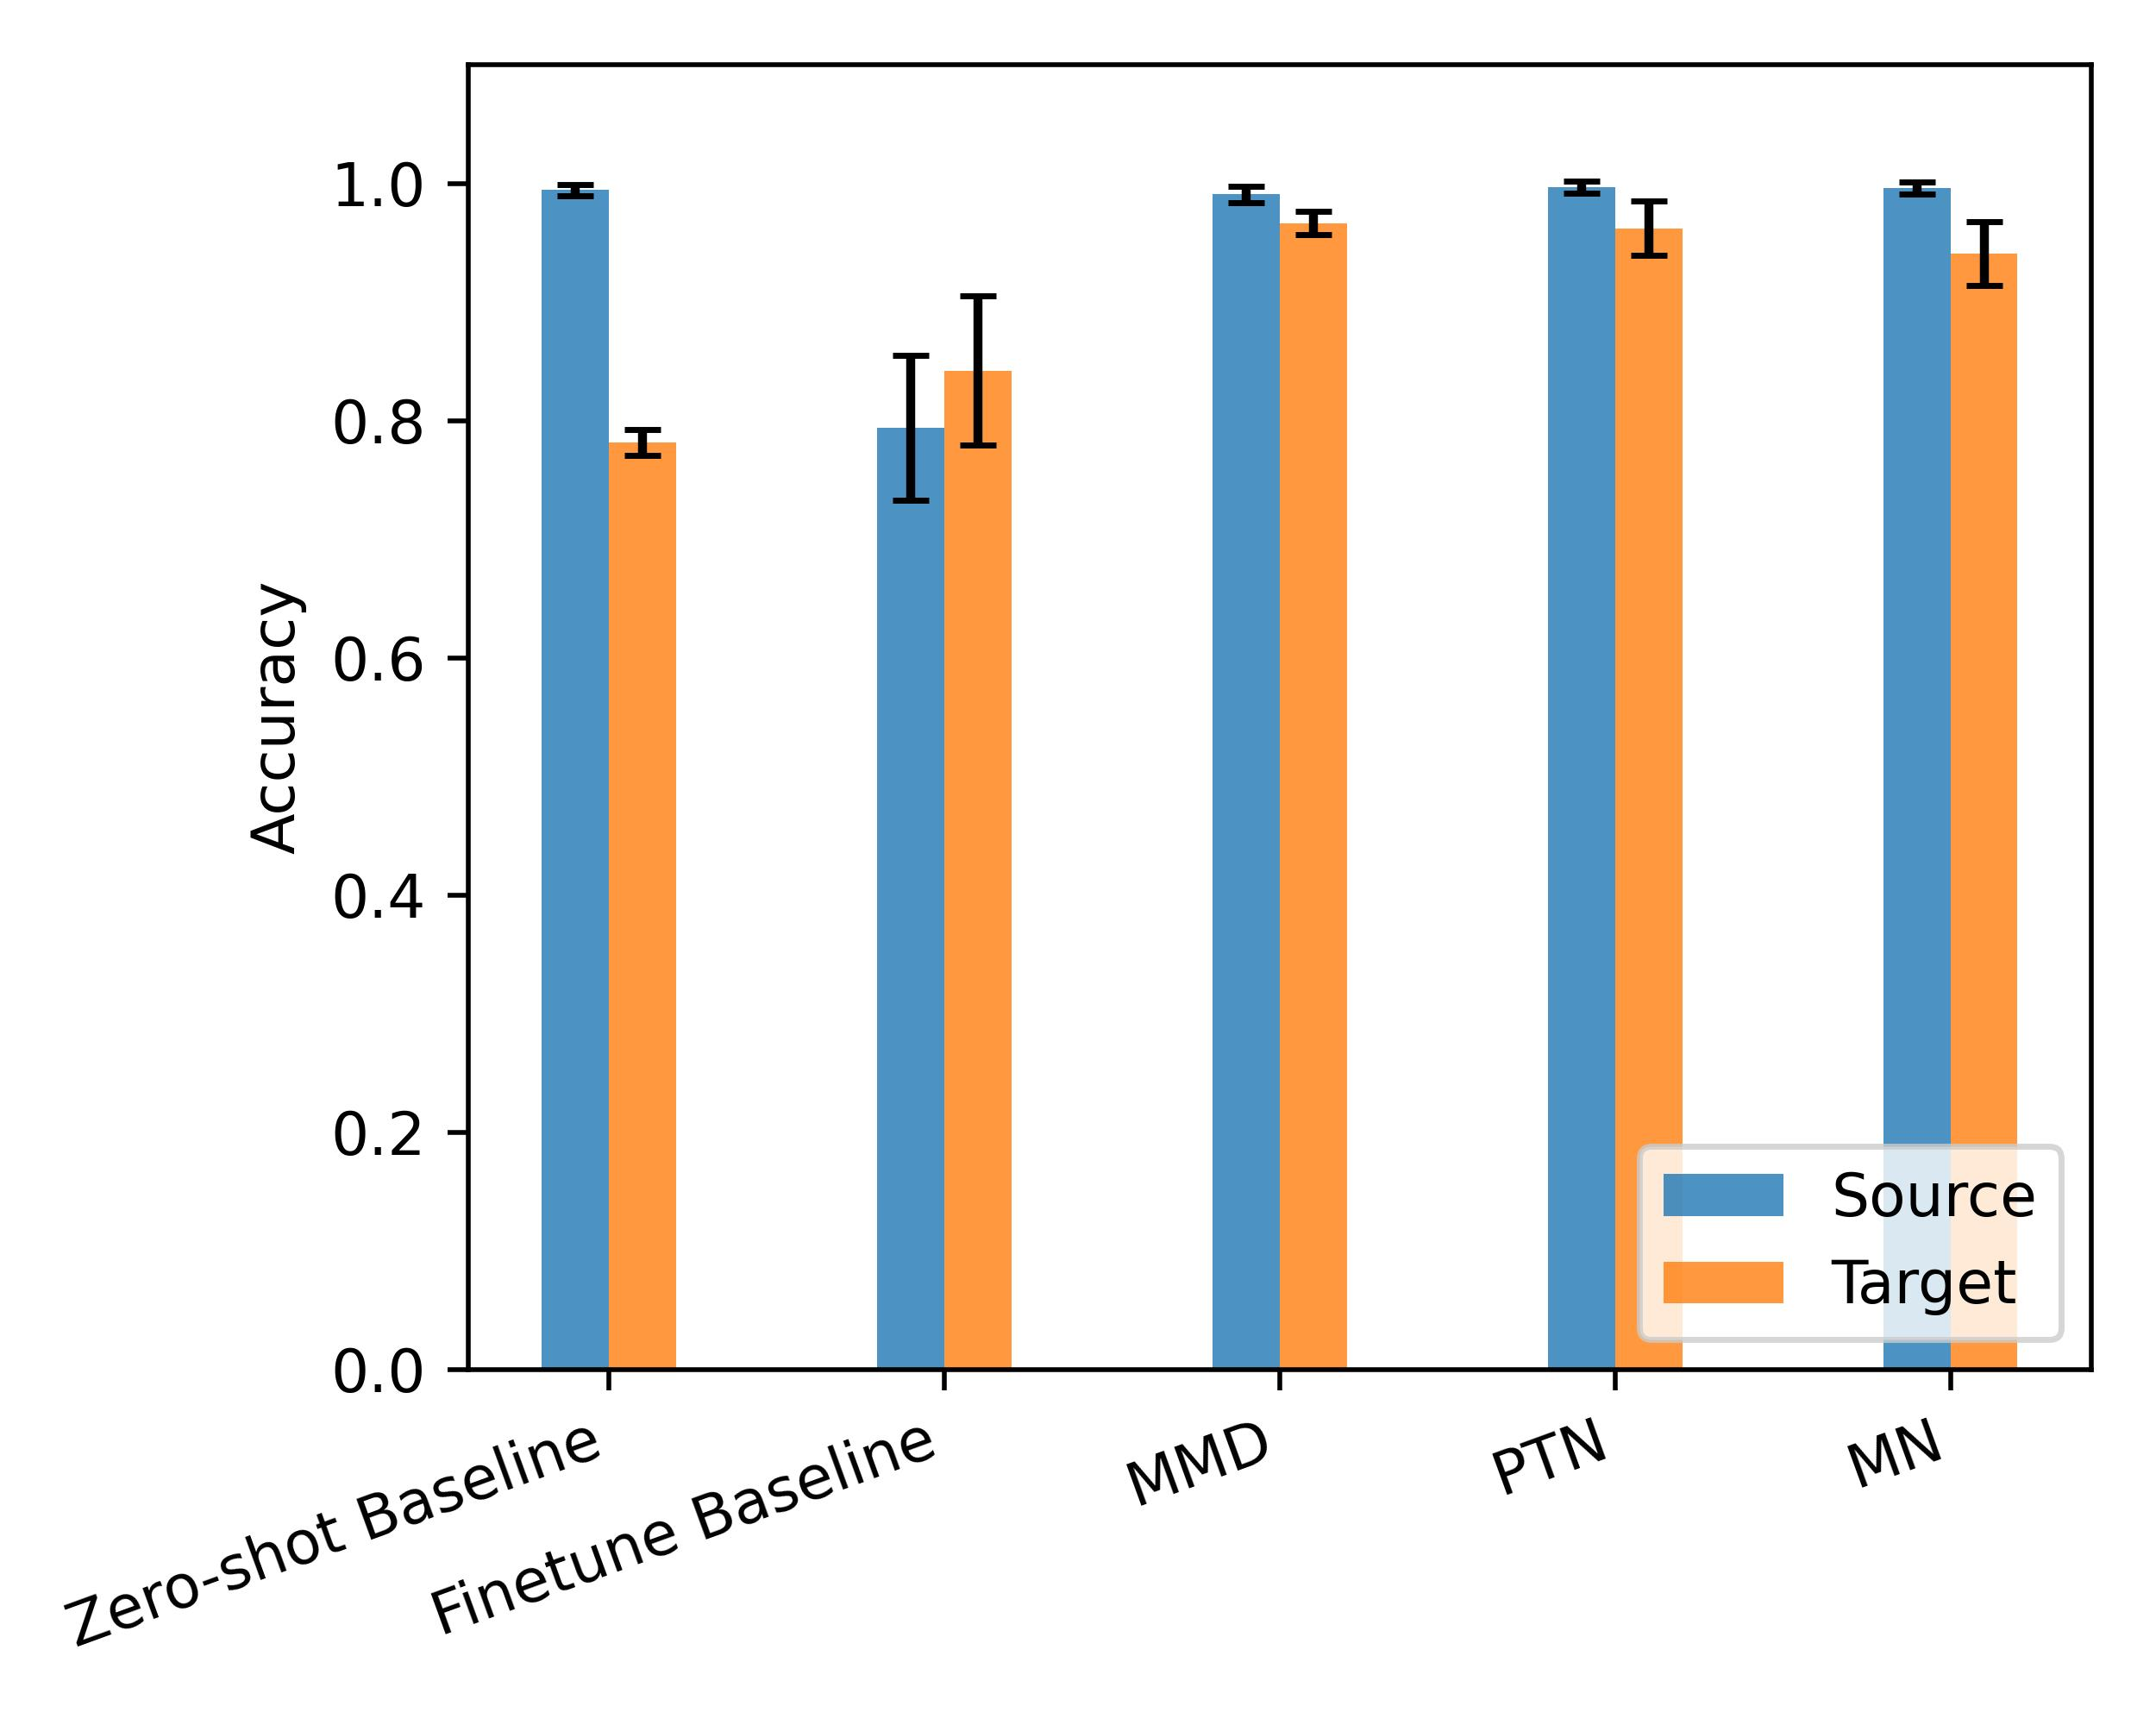 Accuracy
1.0
0.8
0.6
0.4
0.2
0.0
Source
Target
Zero-shot Baseline
Finetune Baseline
MMD
PTN
MN